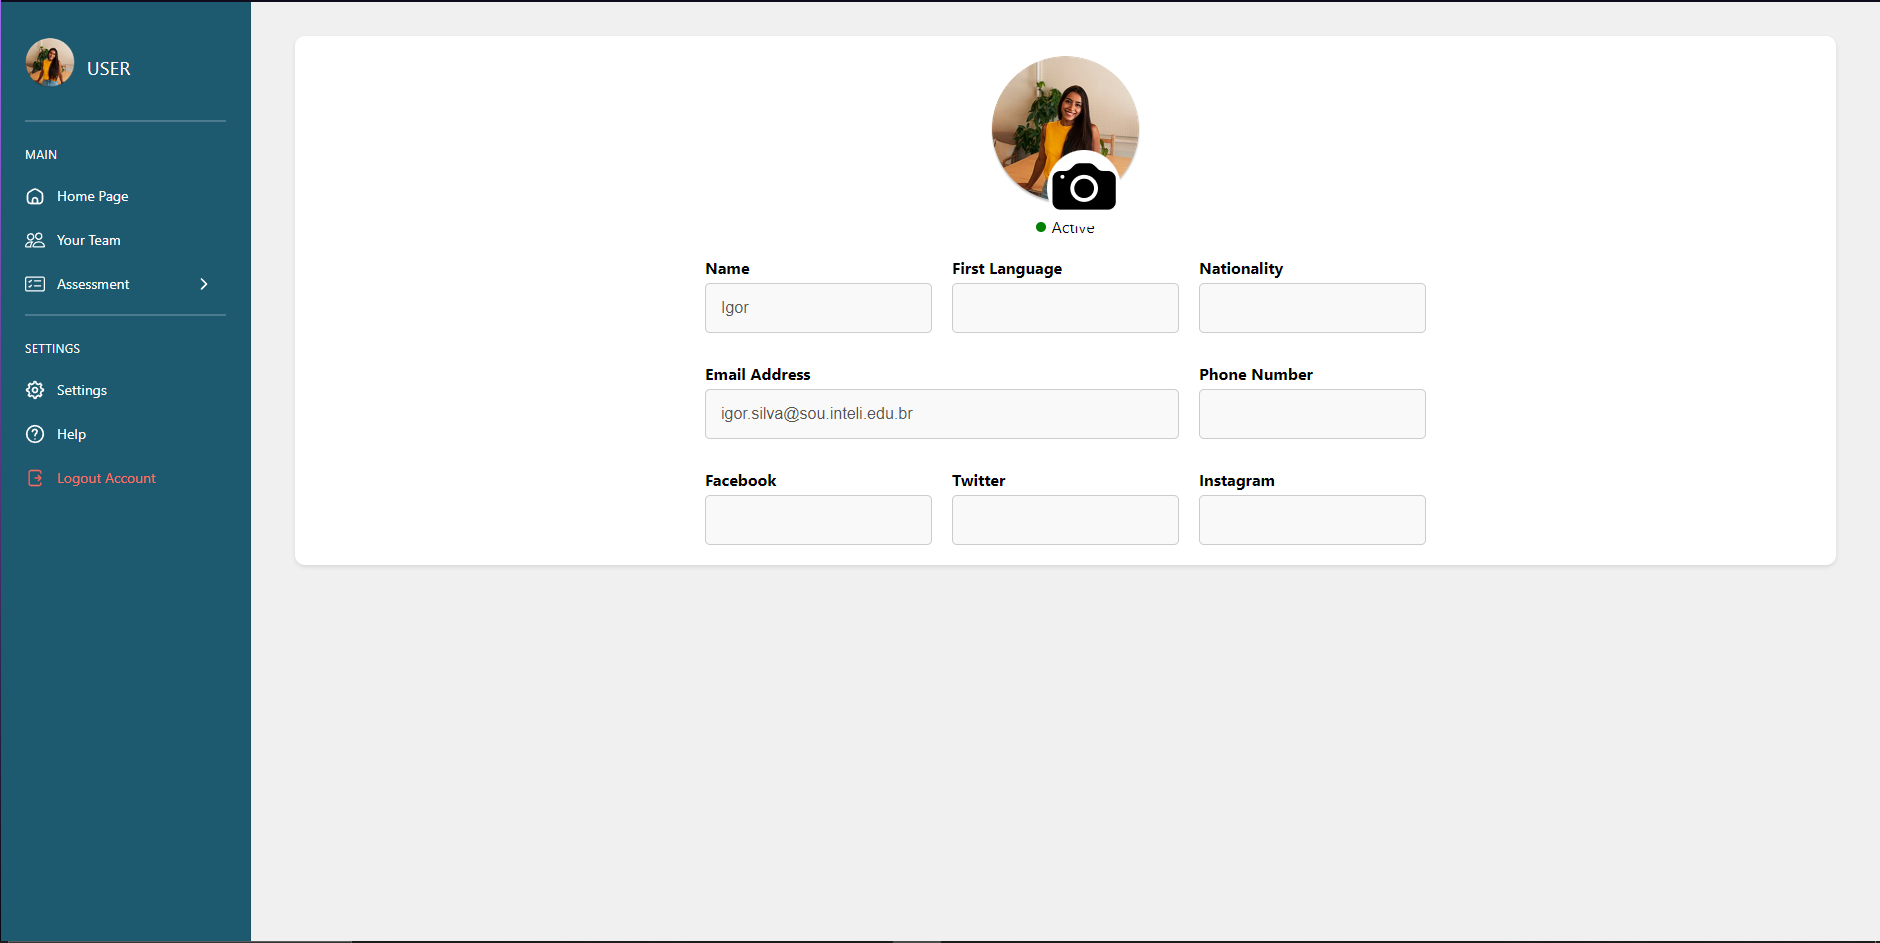 USER
MAIN
Home Page
Your Team
Assessment
SETTINGS
Settings
Help
Logout Account
Active
Name First Language Nationality
Igor
Email Address Phone Number
igor.silva@sou.inteli.edu.br
Facebook Twitter Instagram